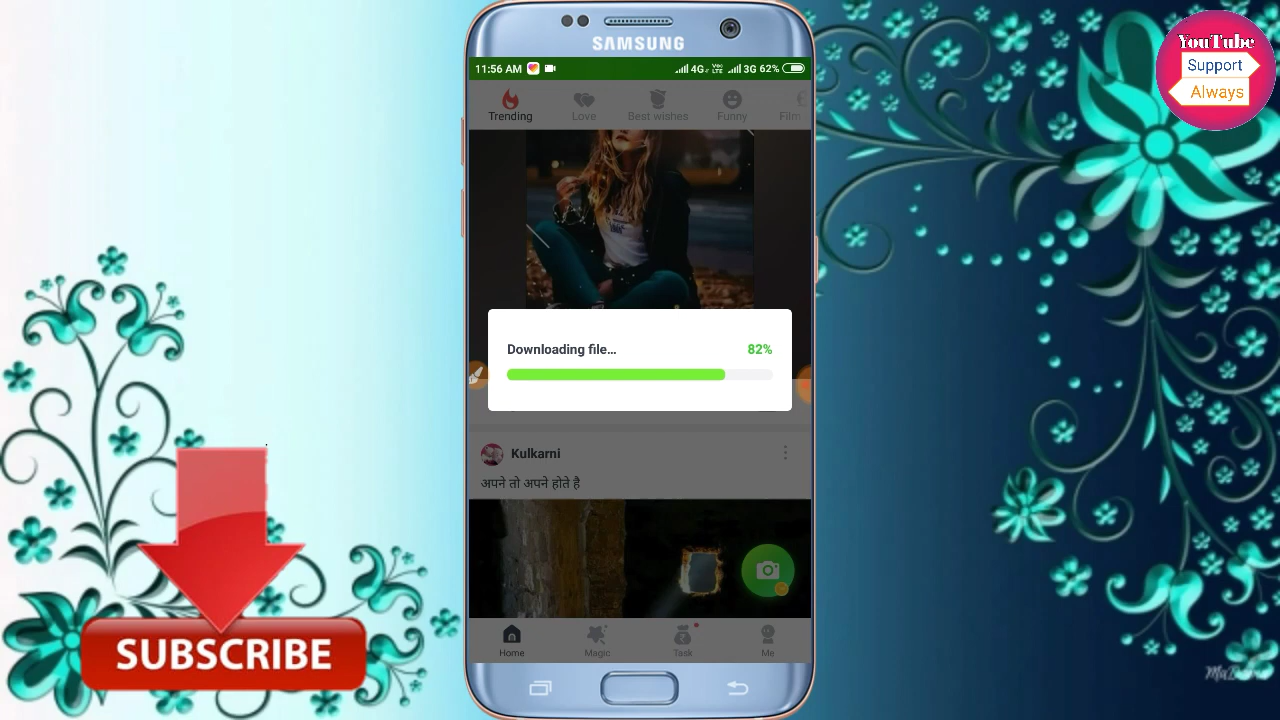 YouTube
Support
Always
SAMSUNG
11:56 AM
4G VoLTE 3G 62%
Trending
Love
Best wishes
Funny
Film
Downloading file...
82%
Kulkarni
अपने तो अपने होते है
Home
Magic
Task
Me
SUBSCRIBE